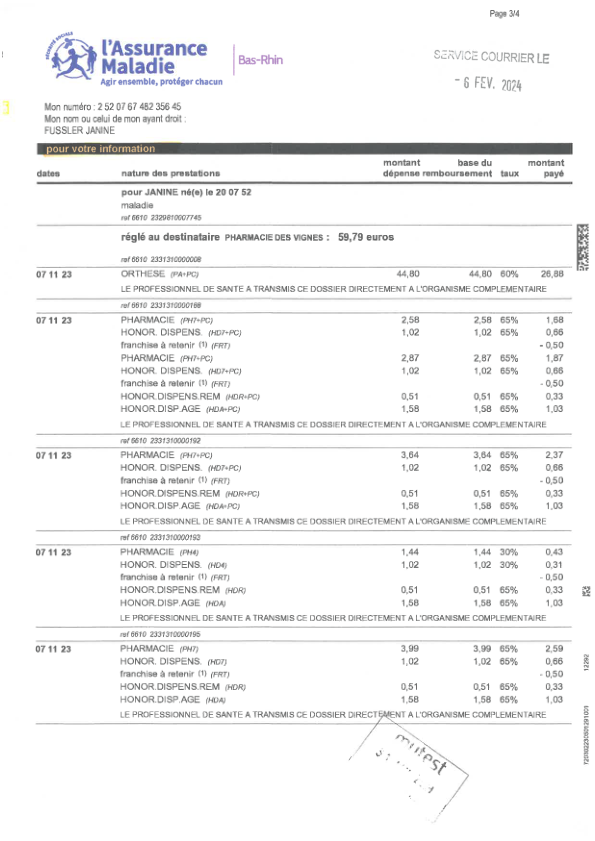 Page 3/4
SÉCURITÉ SOCIALE
l'Assurance
Maladie
Agir ensemble, protéger chacun
Bas-Rhin
SERVICE COURRIER LE
- 6 FEV. 2024
3
Mon numéro : 2 52 07 67 482 356 45
Mon nom ou celui de mon ayant droit :
FUSSLER JANINE
pour votre information
dates nature des prestations montant dépense base du remboursement taux montant payé
pour JANINE né(e) le 20 07 52
maladie
ref 6610 2329810007745
réglé au destinataire PHARMACIE DES VIGNES : 59,79 euros
ref 6610 2331310000008
07 11 23 ORTHESE (PA+PC) 44,80 44,80 60% 26,88
LE PROFESSIONNEL DE SANTE A TRANSMIS CE DOSSIER DIRECTEMENT A L'ORGANISME COMPLEMENTAIRE
ref 6610 2331310000168
07 11 23 PHARMACIE (PH7+PC) 2,58 2,58 65% 1,68
HONOR. DISPENS. (HD7+PC) 1,02 1,02 65% 0,66
franchise à retenir (1) (FRT) - 0,50
PHARMACIE (PH7+PC) 2,87 2,87 65% 1,87
HONOR. DISPENS. (HD7+PC) 1,02 1,02 65% 0,66
franchise à retenir (1) (FRT) - 0,50
HONOR.DISPENS.REM (HDR+PC) 0,51 0,51 65% 0,33
HONOR.DISP.AGE (HDA+PC) 1,58 1,58 65% 1,03
LE PROFESSIONNEL DE SANTE A TRANSMIS CE DOSSIER DIRECTEMENT A L'ORGANISME COMPLEMENTAIRE
ref 6610 2331310000192
07 11 23 PHARMACIE (PH7+PC) 3,64 3,64 65% 2,37
HONOR. DISPENS. (HD7+PC) 1,02 1,02 65% 0,66
franchise à retenir (1) (FRT) - 0,50
HONOR.DISPENS.REM (HDR+PC) 0,51 0,51 65% 0,33
HONOR.DISP.AGE (HDA+PC) 1,58 1,58 65% 1,03
LE PROFESSIONNEL DE SANTE A TRANSMIS CE DOSSIER DIRECTEMENT A L'ORGANISME COMPLEMENTAIRE
ref 6610 2331310000193
07 11 23 PHARMACIE (PH4) 1,44 1,44 30% 0,43
HONOR. DISPENS. (HD4) 1,02 1,02 30% 0,31
franchise à retenir (1) (FRT) - 0,50
HONOR.DISPENS.REM (HDR) 0,51 0,51 65% 0,33
HONOR.DISP.AGE (HDA) 1,58 1,58 65% 1,03
LE PROFESSIONNEL DE SANTE A TRANSMIS CE DOSSIER DIRECTEMENT A L'ORGANISME COMPLEMENTAIRE
ref 6610 2331310000195
07 11 23 PHARMACIE (PH7) 3,99 3,99 65% 2,59
HONOR. DISPENS. (HD7) 1,02 1,02 65% 0,66
franchise à retenir (1) (FRT) - 0,50
HONOR.DISPENS.REM (HDR) 0,51 0,51 65% 0,33
HONOR.DISP.AGE (HDA) 1,58 1,58 65% 1,03
LE PROFESSIONNEL DE SANTE A TRANSMIS CE DOSSIER DIRECTEMENT A L'ORGANISME COMPLEMENTAIRE
mutest
12292